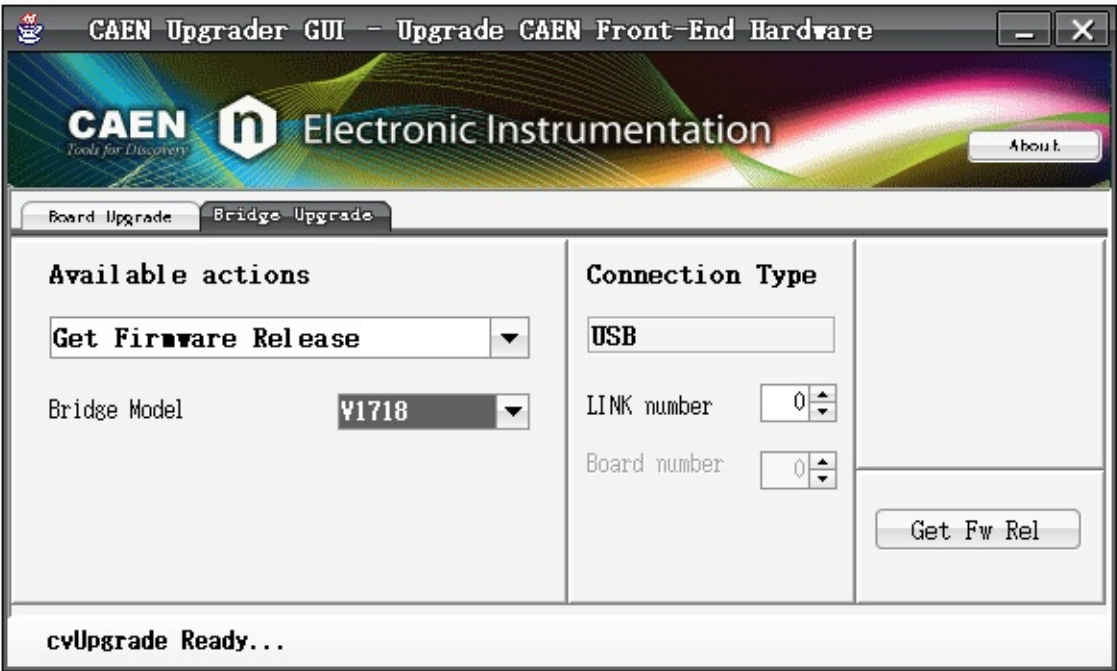 CAEN Upgrader GUI - Upgrade CAEN Front-End Hardware
CAEN n Electronic Instrumentation
Tools for Discovery
About
Board Upgrade Bridge Upgrade
Available actions
Get Firmware Release
Bridge Model V1718
Connection Type
USB
LINK number 0
Board number 0
Get Fw Rel
cvUpgrade Ready...